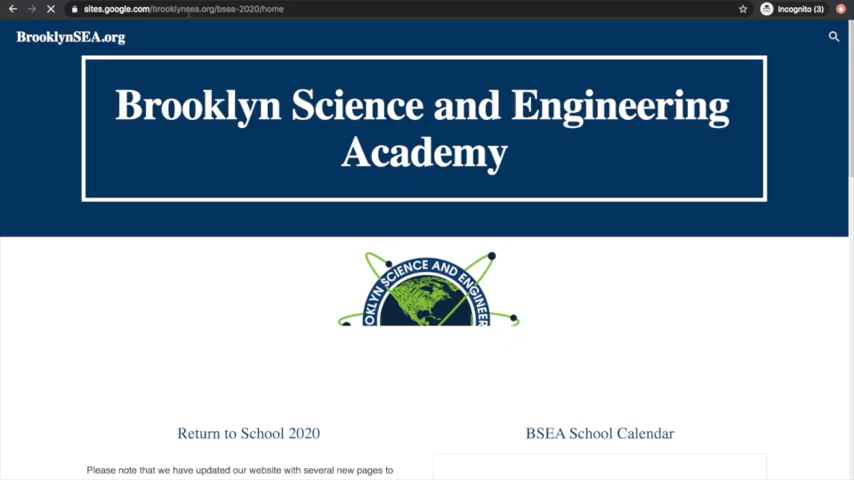 sites.google.com/brooklynsea.org/bsea-2020/home
Incognito (3)
BrooklynSEA.org
Brooklyn Science and Engineering
Academy
OKLYN SCIENCE AND ENGINEER
Return to School 2020
BSEA School Calendar
Please note that we have updated our website with several new pages to